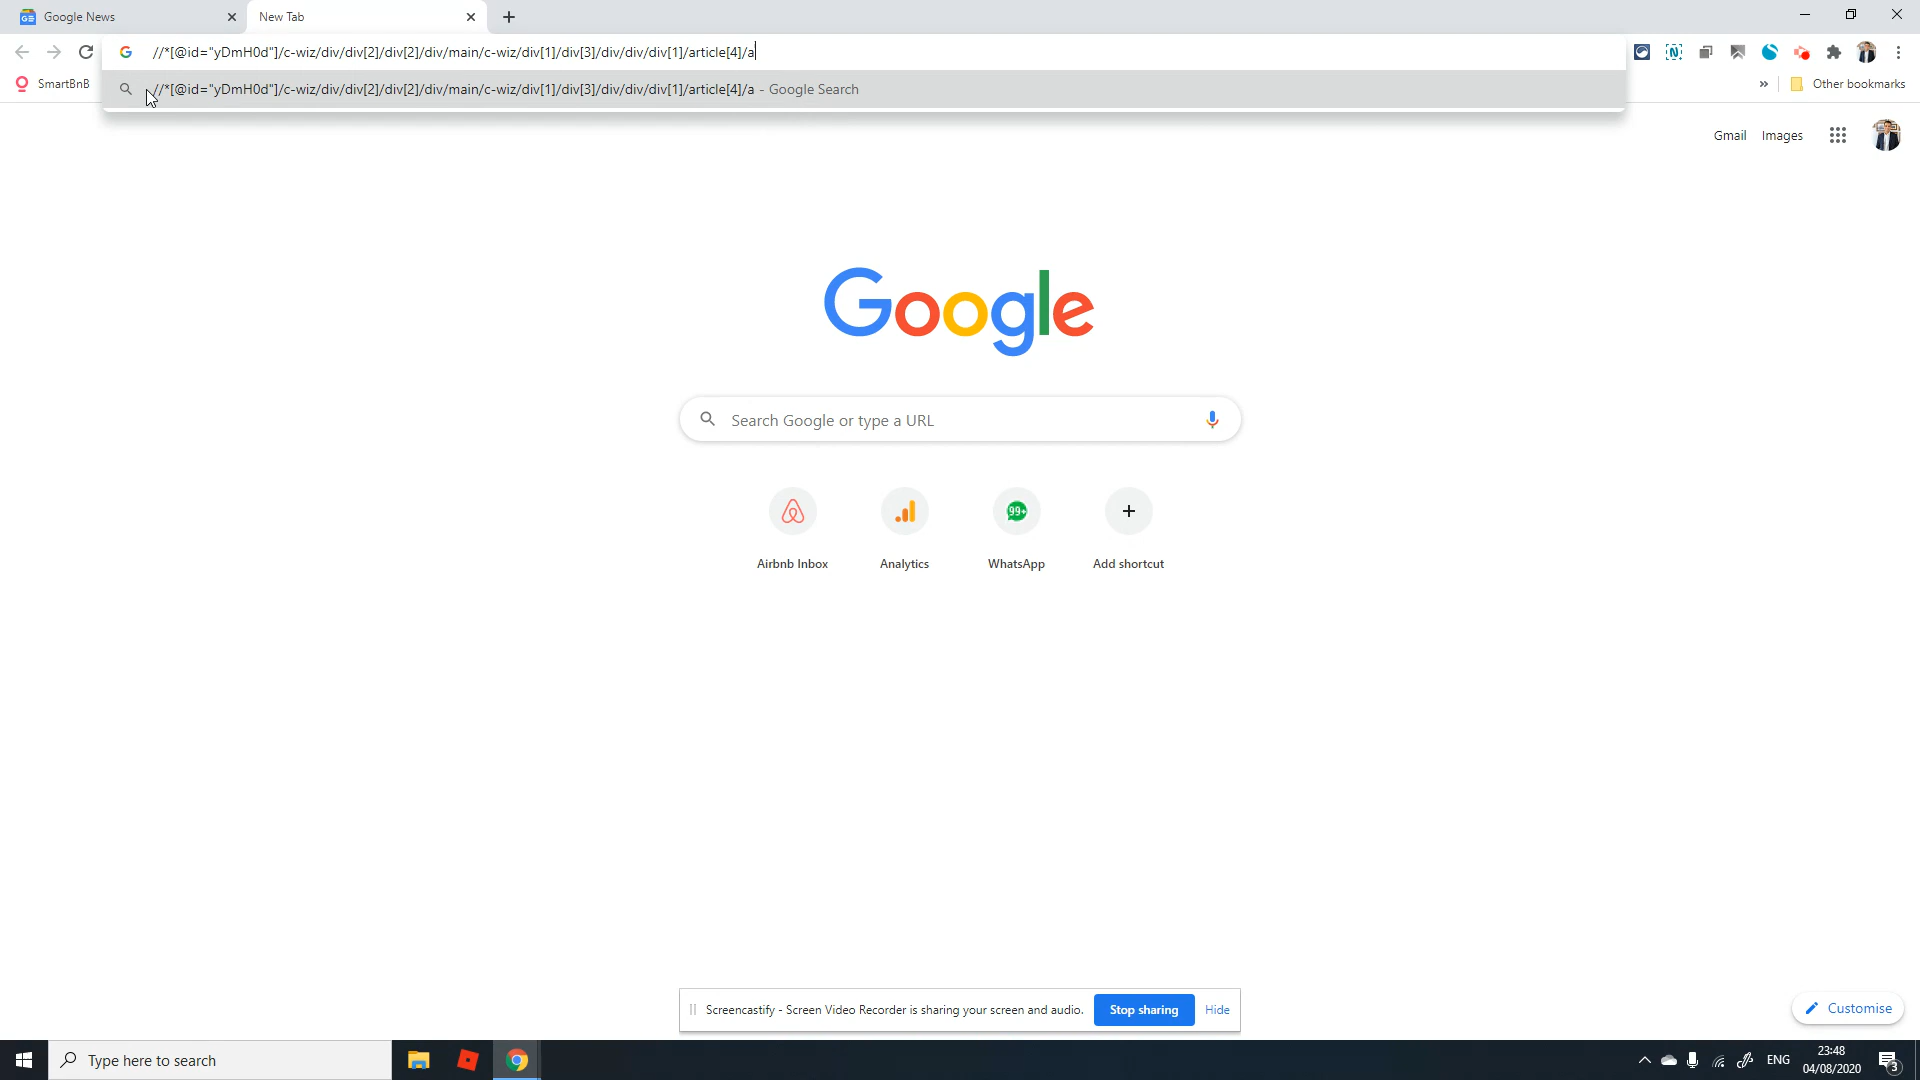 Google News
New Tab
//*[@id="yDmH0d"]/c-wiz/div/div[2]/div[2]/div/main/c-wiz/div[1]/div[3]/div/div/div[1]/article[4]/a
SmartBnB
//*[@id="yDmH0d"]/c-wiz/div/div[2]/div[2]/div/main/c-wiz/div[1]/div[3]/div/div/div[1]/article[4]/a - Google Search
» Other bookmarks
Gmail Images
Google
Search Google or type a URL
99+
Airbnb Inbox Analytics WhatsApp Add shortcut
Screencastify - Screen Video Recorder is sharing your screen and audio. Stop sharing Hide
Customise
Type here to search
ENG
23:48
04/08/2020
3